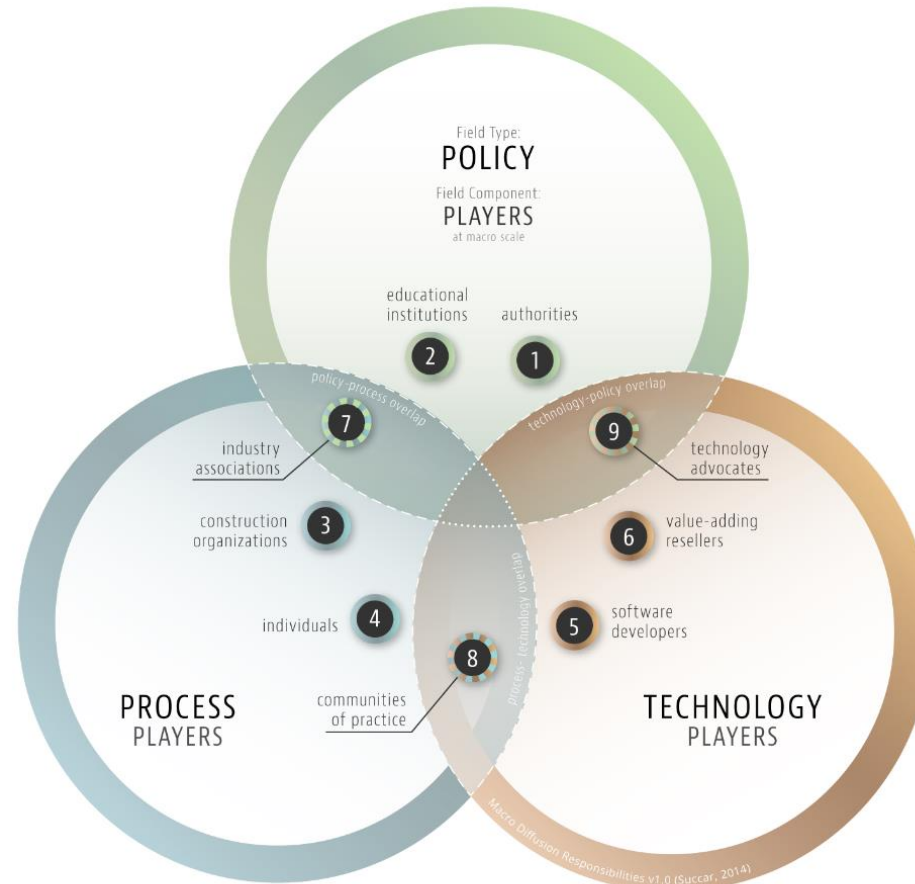 Field Type:
POLICY
Field Component:
PLAYERS
at macro scale
educational
institutions
authorities
2
1
policy-process overlap
technology-policy overlap
7
9
industry
associations
technology
advocates
construction
organizations
3
6
value-adding
resellers
individuals
4
5
software
developers
process-technology overlap
8
communities
of practice
PROCESS
PLAYERS
TECHNOLOGY
PLAYERS
Macro Diffusion Responsibilities v1.0 (Succar, 2014)